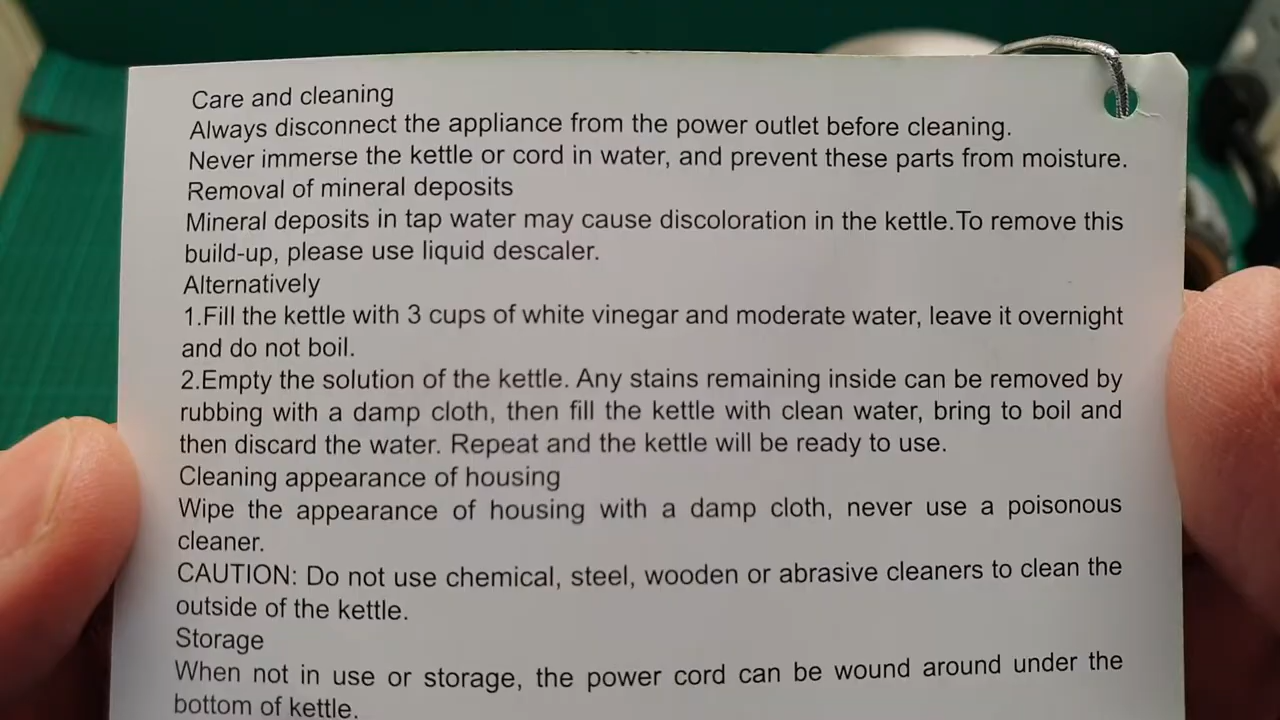 Care and cleaning
Always disconnect the appliance from the power outlet before cleaning.
Never immerse the kettle or cord in water, and prevent these parts from moisture.
Removal of mineral deposits
Mineral deposits in tap water may cause discoloration in the kettle.To remove this
build-up, please use liquid descaler.
Alternatively
1.Fill the kettle with 3 cups of white vinegar and moderate water, leave it overnight
and do not boil.
2.Empty the solution of the kettle. Any stains remaining inside can be removed by
rubbing with a damp cloth, then fill the kettle with clean water, bring to boil and
then discard the water. Repeat and the kettle will be ready to use.
Cleaning appearance of housing
Wipe the appearance of housing with a damp cloth, never use a poisonous
cleaner.
CAUTION: Do not use chemical, steel, wooden or abrasive cleaners to clean the
outside of the kettle.
Storage
When not in use or storage, the power cord can be wound around under the
bottom of kettle.